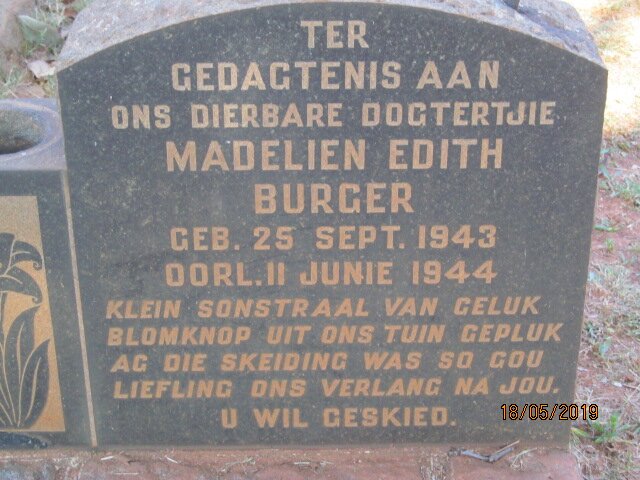 TER
GEDAGTENIS AAN
ONS DIERBARE DOGTERTJIE
MADELIEN EDITH
BURGER
GEB. 25 SEPT. 1943
OORL. 11 JUNIE 1944
KLEIN SONSTRAAL VAN GELUK
BLOMKNOP UIT ONS TUIN GEPLUK
AG DIE SKEIDING WAS SO GOU
LIEFLING ONS VERLANG NA JOU.
U WIL GESKIED.
18/05/2019